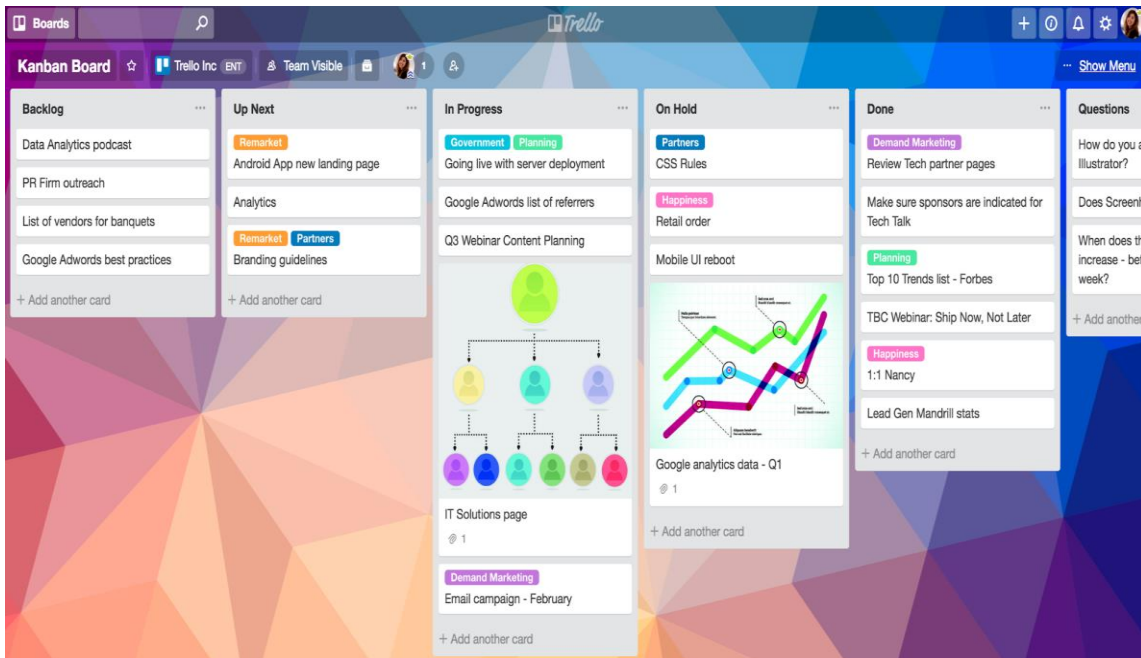 Boards
Trello
Kanban Board
Trello Inc ENT
Team Visible
1
... Show Menu
Backlog
Data Analytics podcast
PR Firm outreach
List of vendors for banquets
Google Adwords best practices
+ Add another card
Up Next
Remarket
Android App new landing page
Analytics
Remarket Partners
Branding guidelines
+ Add another card
In Progress
Government Planning
Going live with server deployment
Google Adwords list of referrers
Q3 Webinar Content Planning
IT Solutions page
1
Demand Marketing
Email campaign - February
+ Add another card
On Hold
Partners
CSS Rules
Happiness
Retail order
Mobile UI reboot
Google analytics data - Q1
1
+ Add another card
Done
Demand Marketing
Review Tech partner pages
Make sure sponsors are indicated for
Tech Talk
Planning
Top 10 Trends list - Forbes
TBC Webinar: Ship Now, Not Later
Happiness
1:1 Nancy
Lead Gen Mandrill stats
+ Add another card
Questions
How do you
Illustrator?
Does
When does
increase -
week?
+ Add another